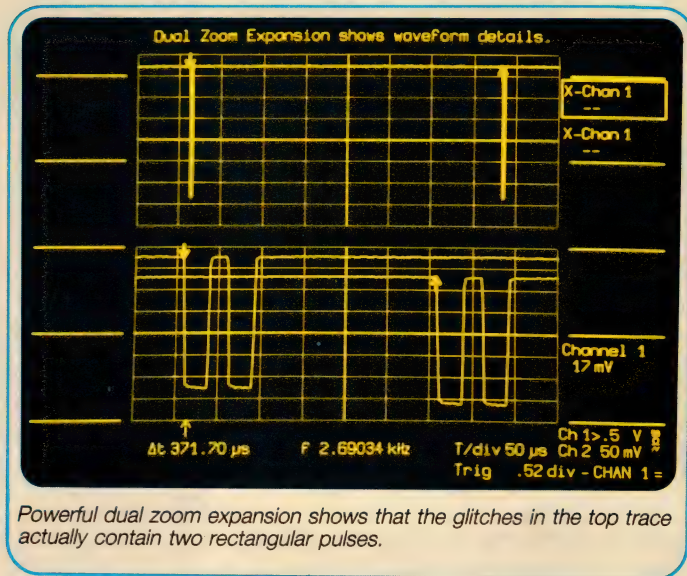 Dual Zoom Expansion shows waveform details.
X-Chan 1
--
X-Chan 1
--
Channel 1
17 mV
Δt 371.70 µs F 2.69034 kHz T/div 50 µs Ch 1>.5 V
Ch 2 50 mV
Trig .52 div - CHAN 1 =
Powerful dual zoom expansion shows that the glitches in the top trace
actually contain two rectangular pulses.